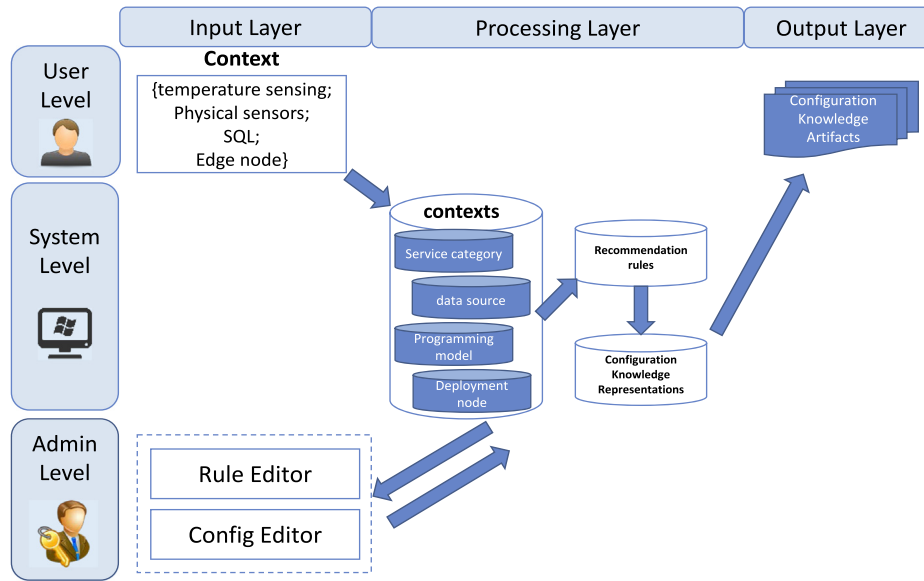 Input Layer
Processing Layer
Output Layer
User
Level
Context
{temperature sensing;
Physical sensors;
SQL;
Edge node}
Configuration
Knowledge
Artifacts
System
Level
contexts
Service category
data source
Programming
model
Deployment
node
Recommendation
rules
Configuration
Knowledge
Representations
Admin
Level
Rule Editor
Config Editor